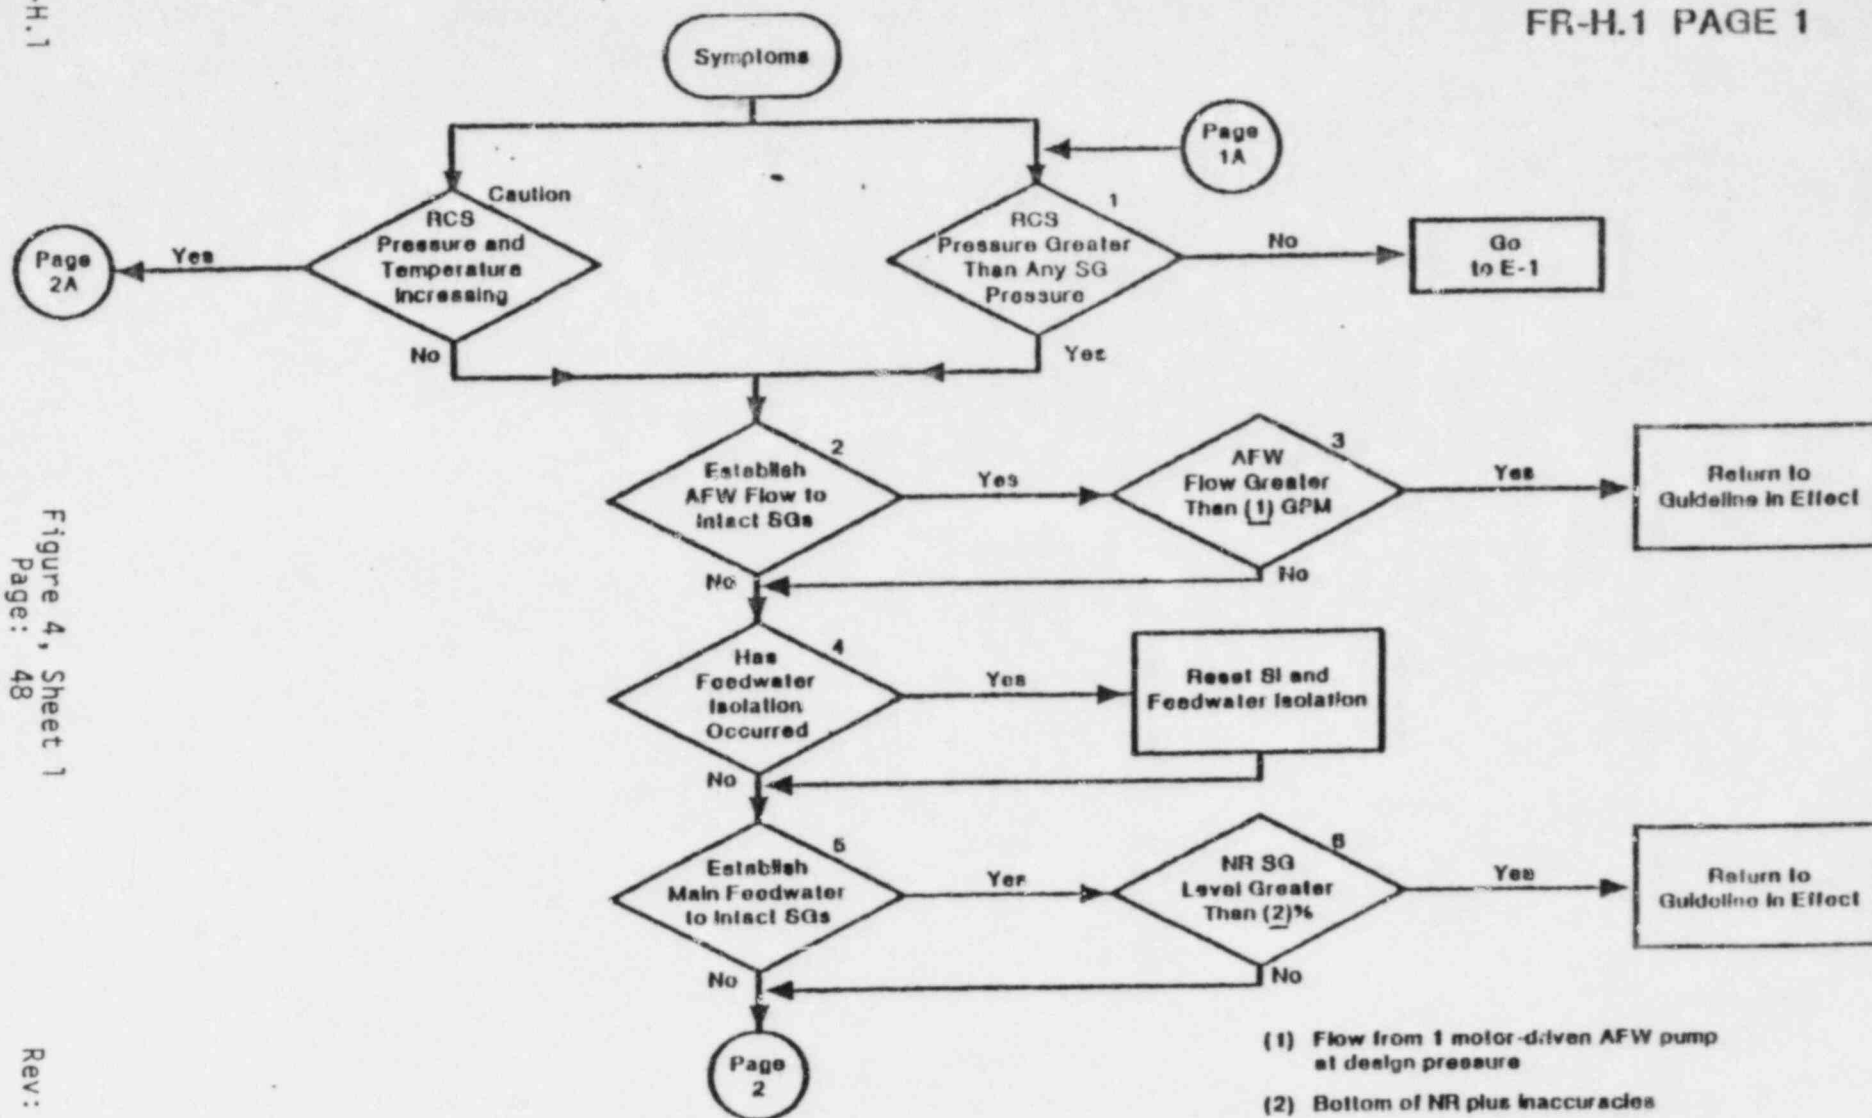 FR-H.1 PAGE 1
Symptoms
Page
1A
Caution
RCS
Pressure and
Temperature
Increasing
Yes
Page
2A
No
1
RCS
Pressure Greater
Than Any SG
Pressure
No
Go
to E-1
Yes
2
Establish
AFW Flow to
Intact SGs
Yes
3
AFW
Flow Greater
Than (1) GPM
Yes
Return to
Guideline in Effect
No
No
4
Has
Feedwater
Isolation
Occurred
Yes
Reset SI and
Feedwater Isolation
No
5
Establish
Main Feedwater
to Intact SGs
Yes
6
NR SG
Level Greater
Than (2)%
Yes
Return to
Guideline in Effect
No
No
Page
2
(1) Flow from 1 motor-driven AFW pump
at design pressure
(2) Bottom of NR plus inaccuracies
-H.1
Figure 4, Sheet 1
Page: 48
Rev: